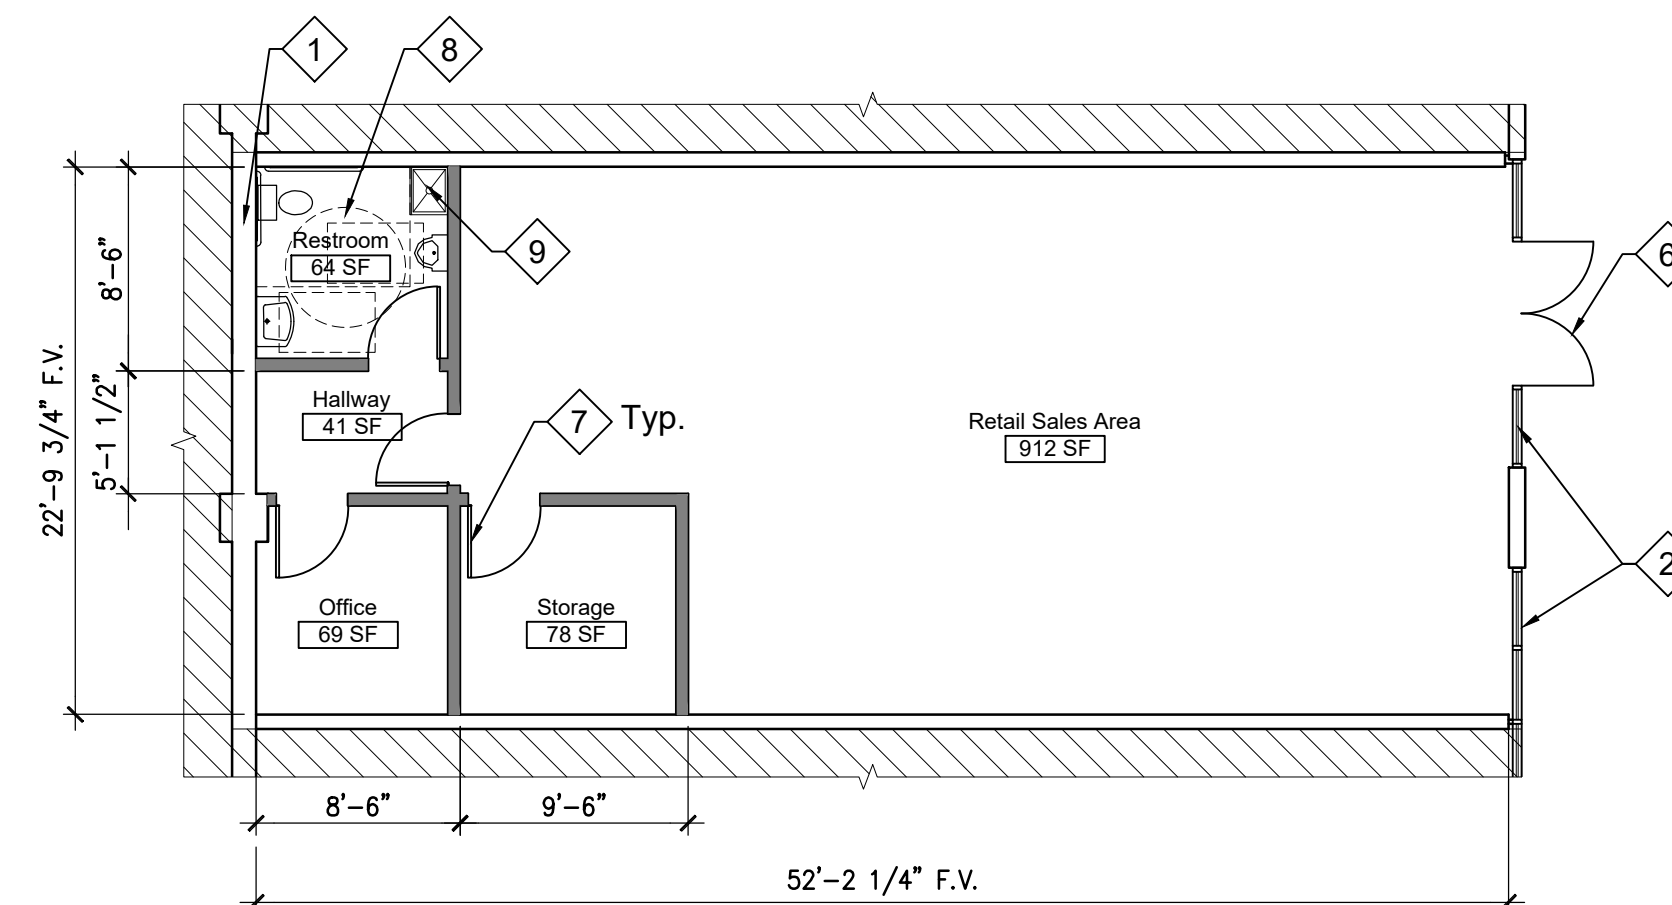 1
8
9
6
Restroom
64 SF
8'-6"
22'-9 3/4" F.V.
5'-1 1/2"
Hallway
41 SF
7 Typ.
Retail Sales Area
912 SF
2
Office
69 SF
Storage
78 SF
8'-6"
9'-6"
52'-2 1/4" F.V.